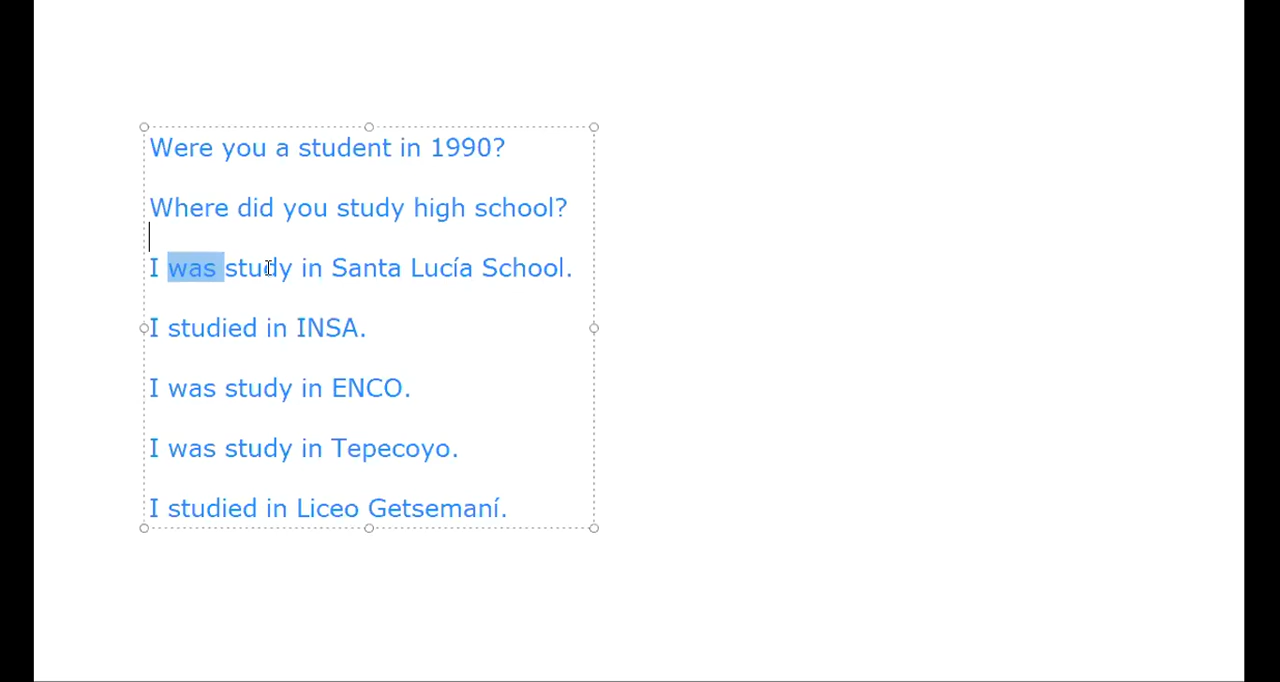 Were you a student in 1990?
Where did you study high school?
I was study in Santa Lucía School.
I studied in INSA.
I was study in ENCO.
I was study in Tepecoyo.
I studied in Liceo Getsemaní.